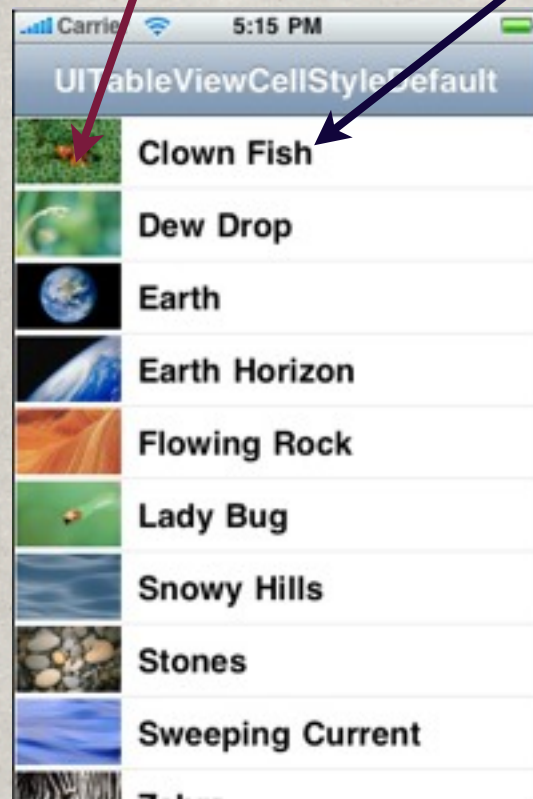 Carrie 5:15 PM
UITableViewCellStyleDefault
Clown Fish
Dew Drop
Earth
Earth Horizon
Flowing Rock
Lady Bug
Snowy Hills
Stones
Sweeping Current